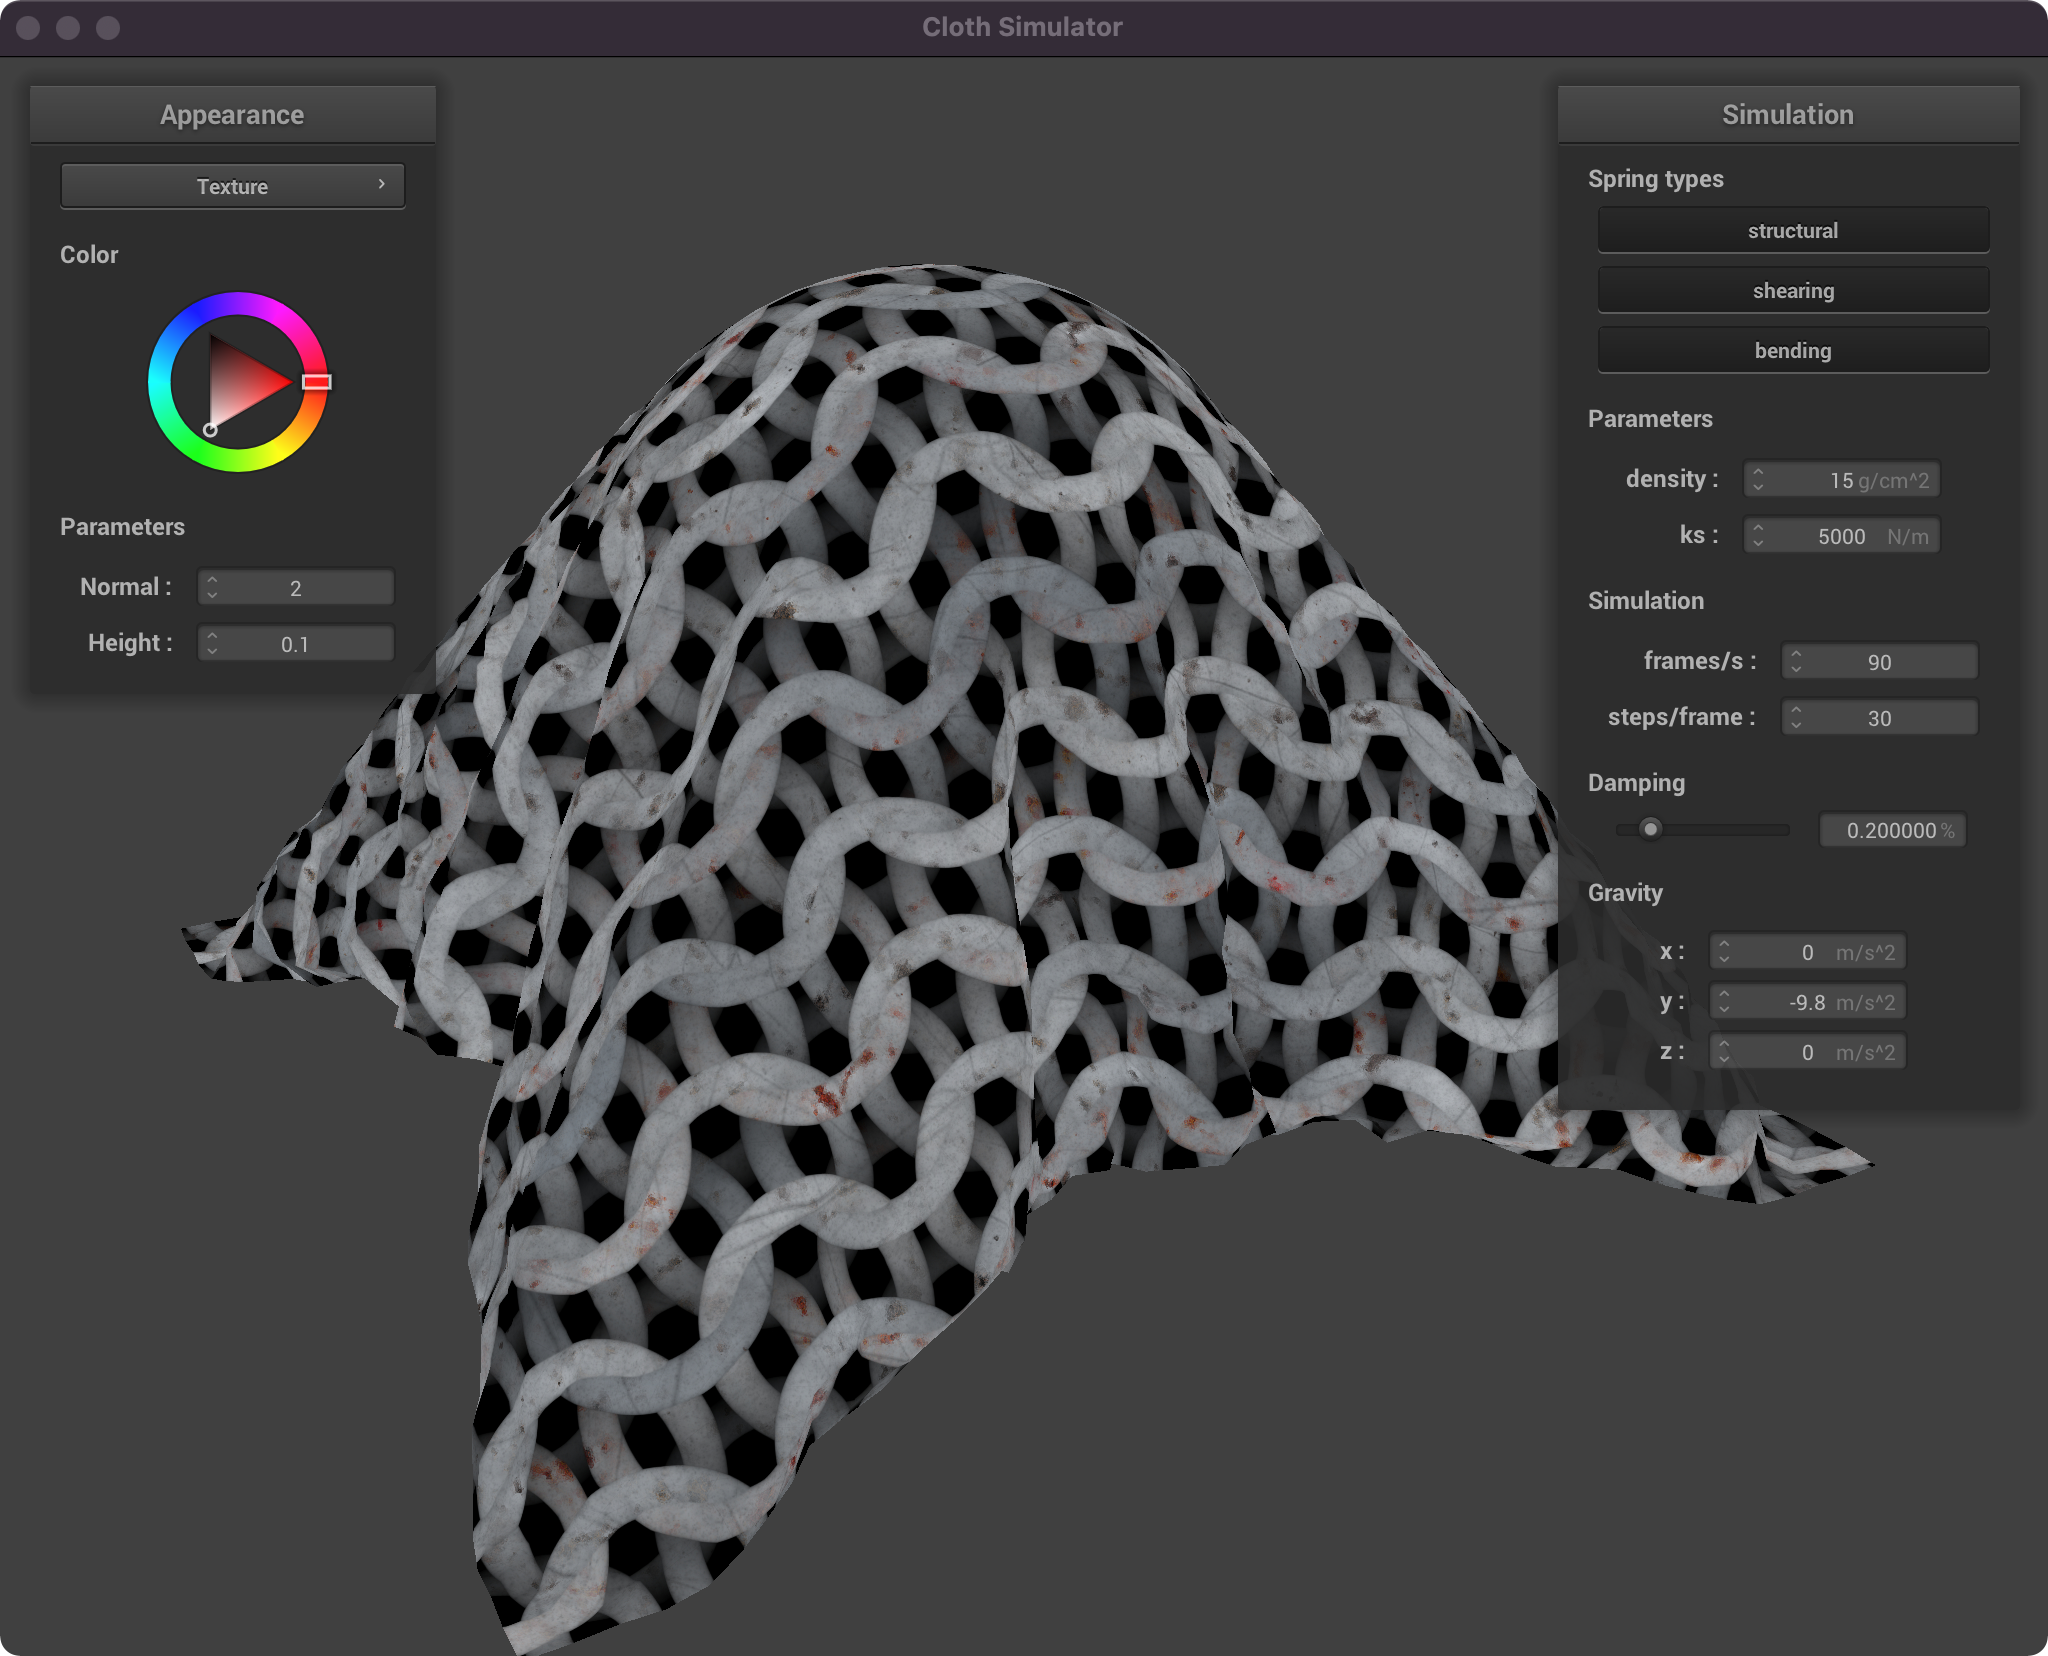 Cloth Simulator
Appearance
Texture
Color
Parameters
Normal : 2
Height : 0.1
Simulation
Spring types
structural
shearing
bending
Parameters
density : 15 g/cm^2
ks : 5000 N/m
Simulation
frames/s : 90
steps/frame : 30
Damping
0.200000 %
Gravity
x : 0 m/s^2
y : -9.8 m/s^2
z : 0 m/s^2